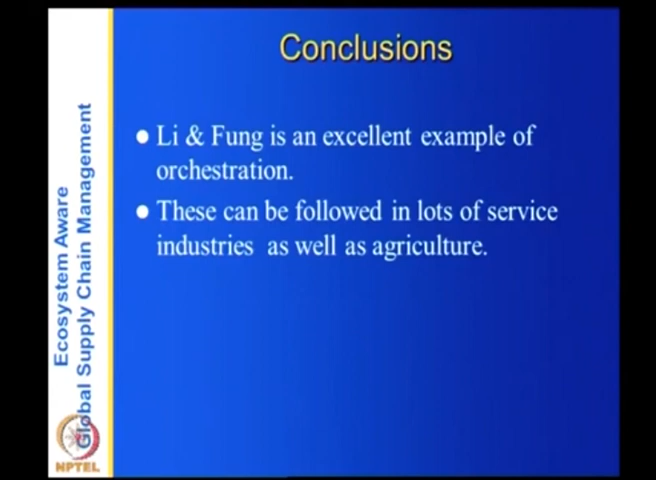 Conclusions
Li & Fung is an excellent example of
orchestration.
These can be followed in lots of service
industries as well as agriculture.
Ecosystem Aware
Global Supply Chain Management
NPTEL